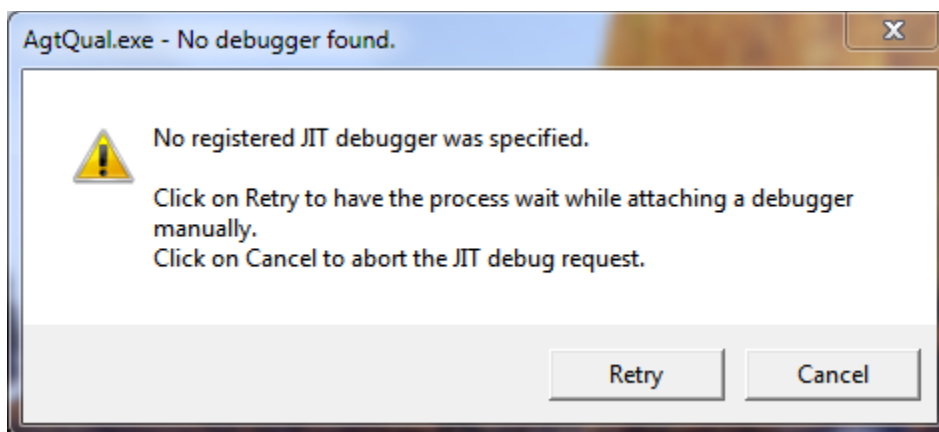 AgtQual.exe - No debugger found.
No registered JIT debugger was specified.
Click on Retry to have the process wait while attaching a debugger
manually.
Click on Cancel to abort the JIT debug request.
Retry
Cancel